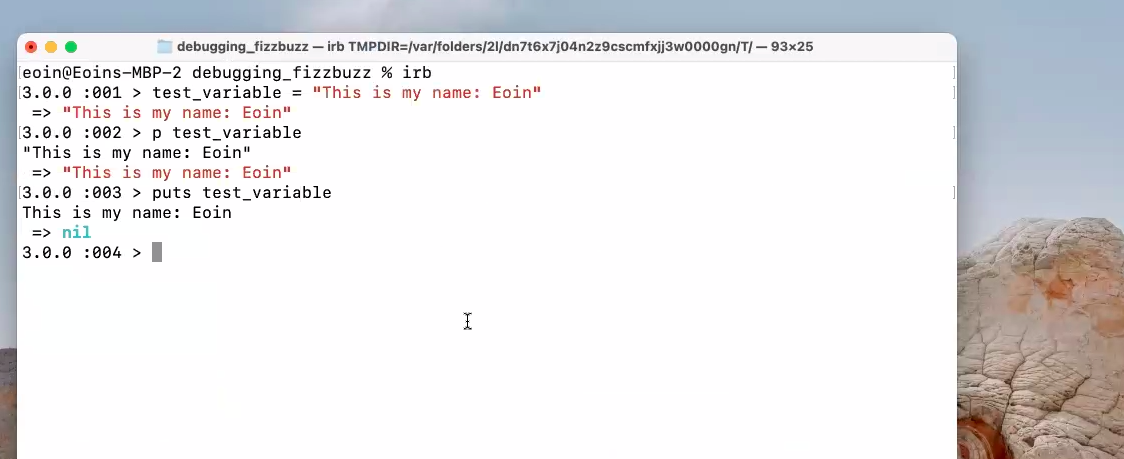 debugging_fizzbuzz — irb TMPDIR=/var/folders/2l/dn7t6x7j04n2z9cscmfxjj3w0000gn/T/ — 93×25
eoin@Eoins-MBP-2 debugging_fizzbuzz % irb
3.0.0 :001 > test_variable = "This is my name: Eoin"
=> "This is my name: Eoin"
3.0.0 :002 > p test_variable
"This is my name: Eoin"
=> "This is my name: Eoin"
3.0.0 :003 > puts test_variable
This is my name: Eoin
=> nil
3.0.0 :004 >